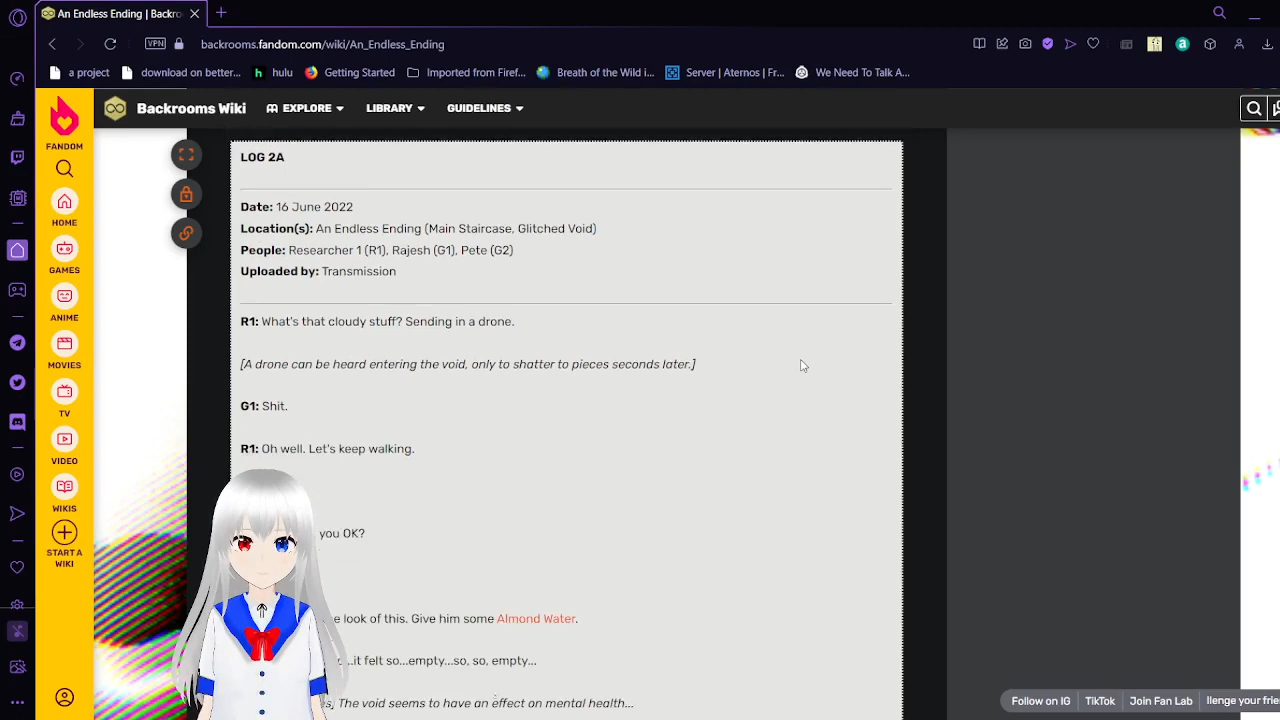 An Endless Ending | Backro
backrooms.fandom.com/wiki/An_Endless_Ending
VPN
a project
download on better...
hulu
Getting Started
Imported from Firef...
Breath of the Wild i...
Server | Aternos | Fr...
We Need To Talk A...
Backrooms Wiki
EXPLORE
LIBRARY
GUIDELINES
FANDOM
HOME
GAMES
ANIME
MOVIES
TV
VIDEO
WIKIS
START A
WIKI
LOG 2A
Date: 16 June 2022
Location(s): An Endless Ending (Main Staircase, Glitched Void)
People: Researcher 1 (R1), Rajesh (G1), Pete (G2)
Uploaded by: Transmission
R1: What's that cloudy stuff? Sending in a drone.
[A drone can be heard entering the void, only to shatter to pieces seconds later.]
G1: Shit.
R1: Oh well. Let's keep walking.
you OK?
look of this. Give him some Almond Water.
...it felt so...empty...so, so, empty...
The void seems to have an effect on mental health.
Follow on IG
TikTok
Join Fan Lab
llenge your frie